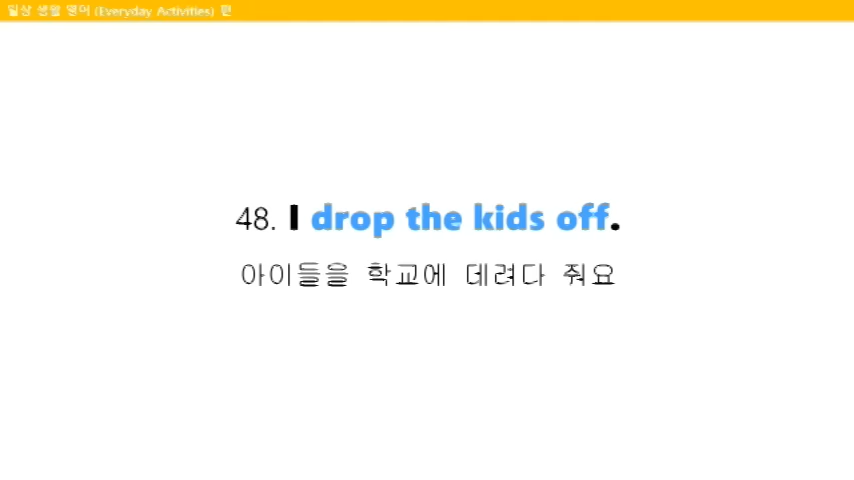 일상 생활 영어 (Everyday Activities) 편
48. I drop the kids off.
아이들을 학교에 데려다 줘요